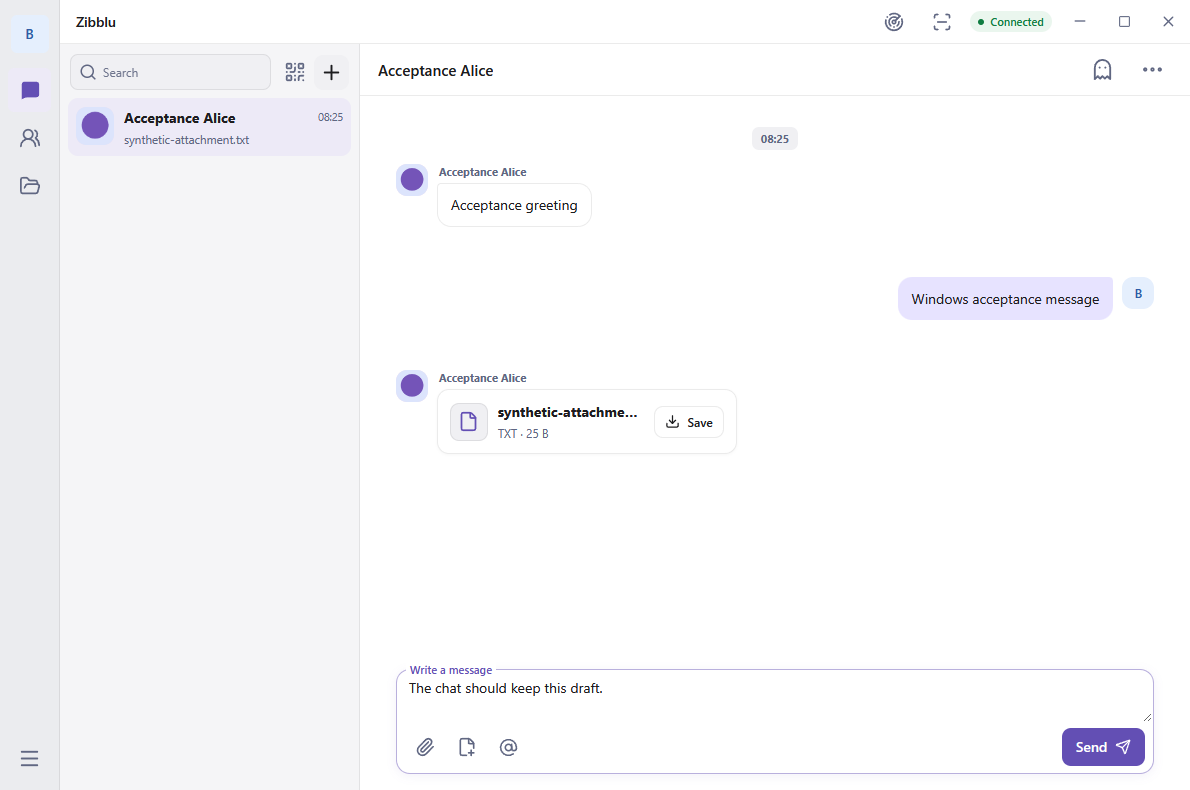 B
Zibblu
Connected
Search
Acceptance Alice
08:25
synthetic-attachment.txt
Acceptance Alice
08:25
Acceptance Alice
Acceptance greeting
Windows acceptance message
B
Acceptance Alice
synthetic-attachme...
TXT · 25 B
Save
Write a message
The chat should keep this draft.
Send